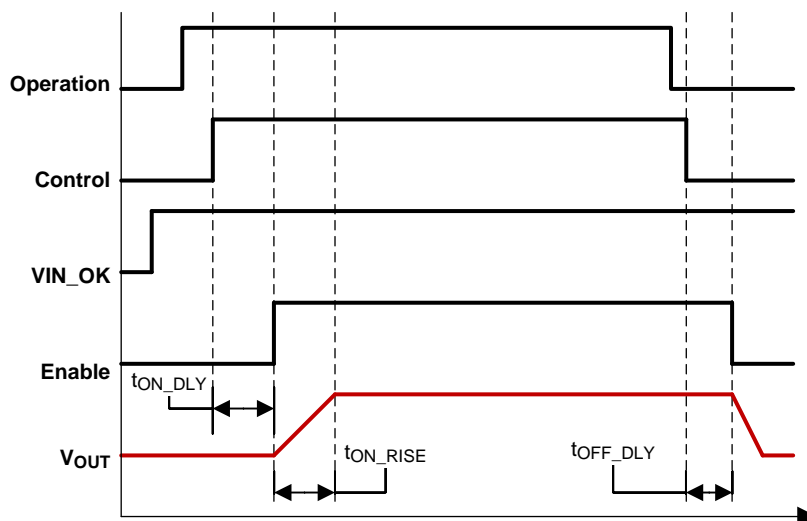 Operation
Control
VIN_OK
Enable
tON_DLY
VOUT
tON_RISE
tOFF_DLY